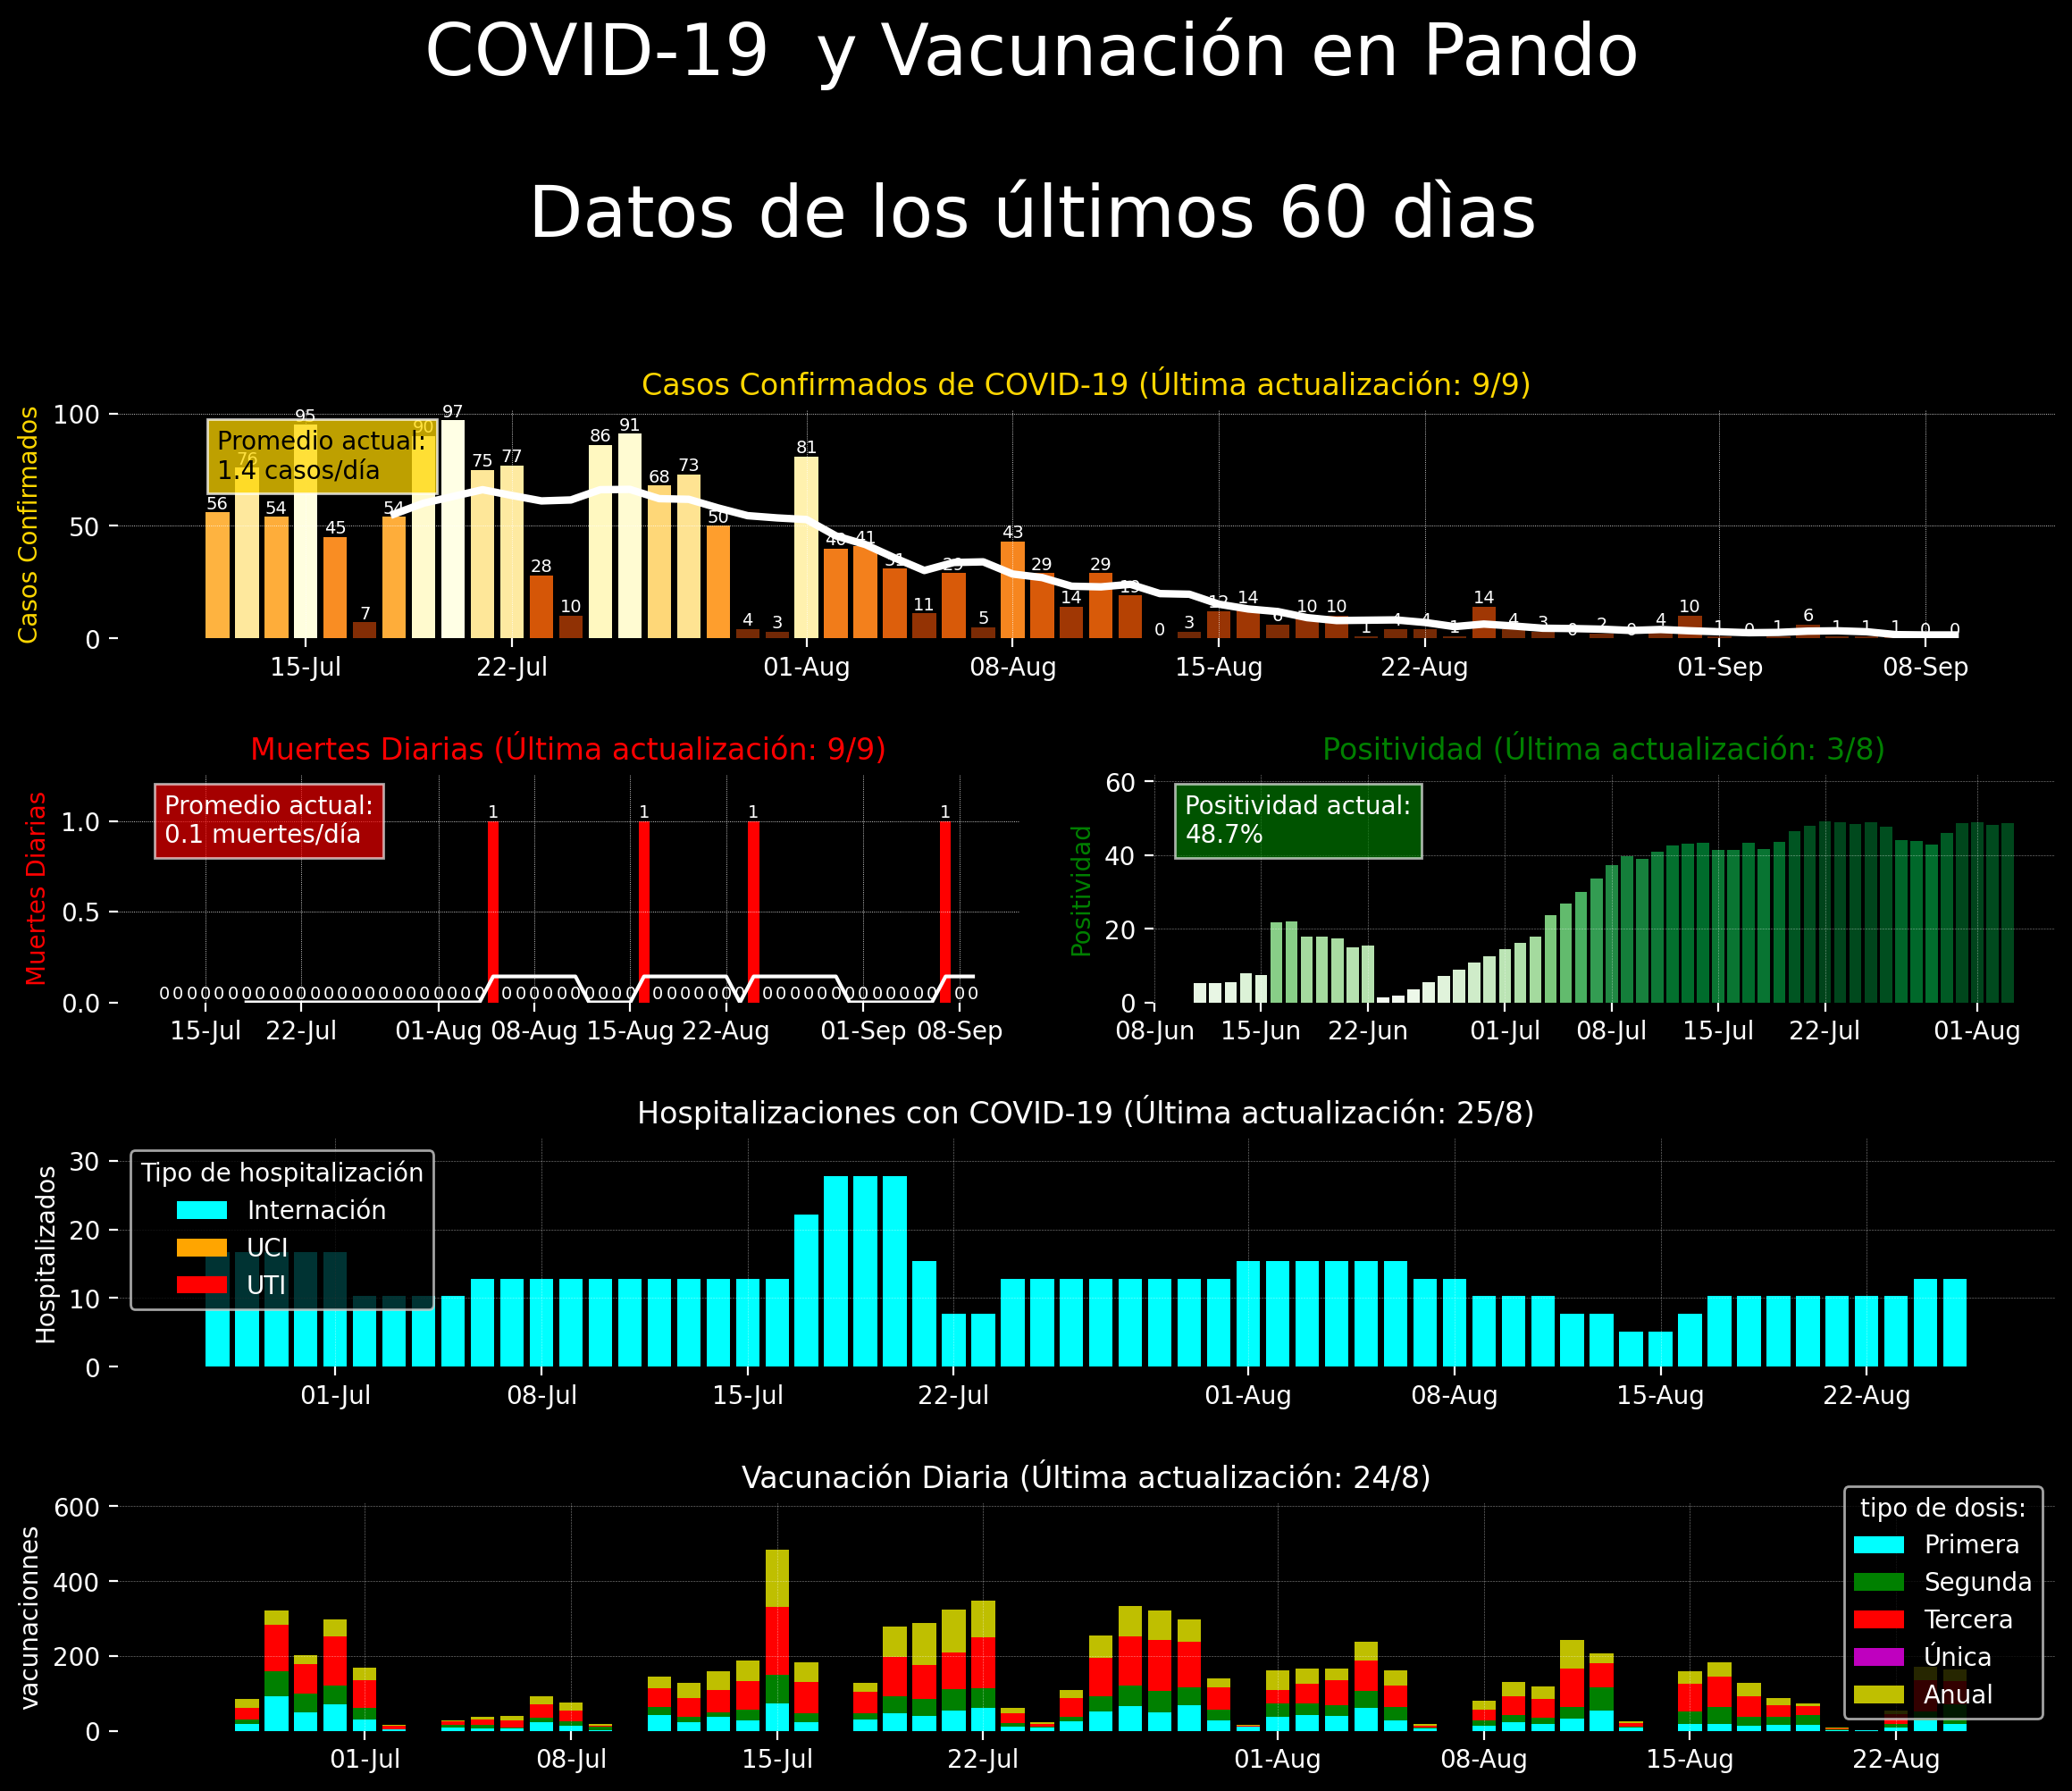 COVID-19 y Vacunación en Pando
Datos de los últimos 60 dìas
Casos Confirmados de COVID-19 (Última actualización: 9/9)
Casos Confirmados
100
50
0
Promedio actual:
1.4 casos/día
56 76 54 95 45 7 54 90 97 75 77 28 10 86 91 68 73 50 4 3 81 40 41 31 11 29 5 43 29 14 29 19 0 3 12 14 6 10 10 1 4 4 1 14 4 3 0 2 0 4 10 1 0 1 6 1 1 1 0 0
15-Jul 22-Jul 01-Aug 08-Aug 15-Aug 22-Aug 01-Sep 08-Sep
Muertes Diarias (Última actualización: 9/9)
Muertes Diarias
1.0
0.5
0.0
Promedio actual:
0.1 muertes/día
0 0 0 0 0 0 0 0 0 0 0 0 0 0 0 0 0 0 0 0 0 0 0 0 1 0 0 0 0 0 0 0 0 0 0 1 0 0 0 0 0 0 0 1 0 0 0 0 0 0 0 0 0 0 0 0 0 1 0 0
15-Jul 22-Jul 01-Aug 08-Aug 15-Aug 22-Aug 01-Sep 08-Sep
Positividad (Última actualización: 3/8)
Positividad
60
40
20
0
Positividad actual:
48.7%
08-Jun 15-Jun 22-Jun 01-Jul 08-Jul 15-Jul 22-Jul 01-Aug
Hospitalizaciones con COVID-19 (Última actualización: 25/8)
Hospitalizados
30
20
10
0
Tipo de hospitalización
Internación
UCI
UTI
01-Jul 08-Jul 15-Jul 22-Jul 01-Aug 08-Aug 15-Aug 22-Aug
Vacunación Diaria (Última actualización: 24/8)
vacunaciones
600
400
200
0
tipo de dosis:
Primera
Segunda
Tercera
Única
Anual
01-Jul 08-Jul 15-Jul 22-Jul 01-Aug 08-Aug 15-Aug 22-Aug